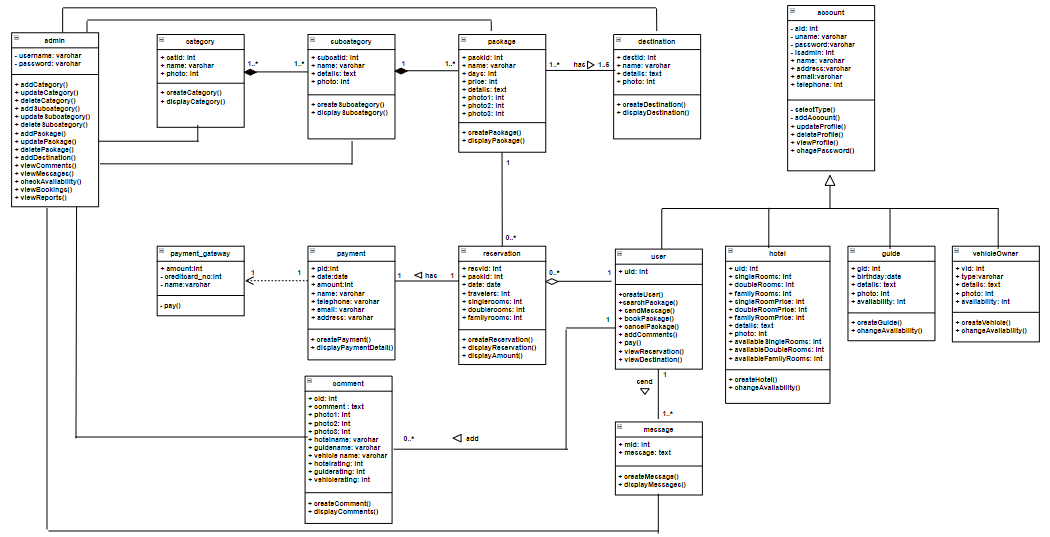 account
- aid: int
- uname: varchar
- password:varchar
- isadmin: int
+ name: varchar
+ address:varchar
+ email:varchar
+ telephone: int
- selectType()
- addAccount()
+ updateProfile()
+ deleteProfile()
+ viewProfile()
+ chagePassword()
admin
- username: varchar
- password: varchar
+ addCategory()
+ updateCategory()
+ deleteCategory()
+ addSubcategory()
+ updateSubcategory()
+ deleteSubcategory()
+ addPackage()
+ updatePackage()
+ deletePackage()
+ addDestination()
+ viewComments()
+ viewMessages()
+ checkAvailability()
+ viewBookings()
+ viewReports()
category
+ catid: int
+ name: varchar
+ photo: int
+ createCategory()
+ displayCategory()
1..*
1..*
subcategory
+ subcatid: int
+ name: varchar
+ details: text
+ photo: int
+ createSubcategory()
+ displaySubcategory()
1
1..*
package
+ packid: int
+ name: varchar
+ days: int
+ price: int
+ details: text
+ photo1: int
+ photo2: int
+ photo3: int
+ createPackage()
+ displayPackage()
1..*
has
1..5
destination
+ destid: int
+ name: varchar
+ details: text
+ photo: int
+ createDestination()
+ displayDestination()
1
0..*
payment_gateway
+ amount:int
- creditcard_no:int
- name:varchar
- pay()
1
1
payment
+ pid:int
+ date:date
+ amount:int
+ name: varchar
+ telephone: varchar
+ email: varchar
+ address: varchar
+ createPayment()
+ displayPaymentDetail()
1
has
1
reservation
+ resvid: int
+ packid: int
+ date: date
+ travelers: int
+ singlerooms: int
+ doublerooms: int
+ familyrooms: int
+ createReservation()
+ displayReservation()
+ displayAmount()
0..*
1
1
user
+ uid: int
+createUser()
+searchPackage()
+ sendMessage()
+ bookPackage()
+ cancelPackage()
+ addComments()
+ pay()
+ viewReservation()
+ viewDestination()
hotel
+ uid: int
+ singleRooms: int
+ doubleRooms: int
+ familyRooms: int
+ singleRoomPrice: int
+ doubleRoomPrice: int
+ familyRoomPrice: int
+ details: text
+ photo: int
+ availableSingleRooms: int
+ availableDoubleRooms: int
+ availableFamilyRooms: int
+ createHotel()
+ changeAvailability()
guide
+ gid: int
+ birthday:date
+ details: text
+ photo: int
+ availability: int
+ createGuide()
+ changeAvailability()
vehicleOwner
+ vid: int
+ type:varchar
+ details: text
+ photo: int
+ availability: int
+ createVehicle()
+ changeAvailability()
1
send
1..*
comment
+ cid: int
+ comment : text
+ photo1: int
+ photo2: int
+ photo3: int
+ hotelname: varchar
+ guidename: varchar
+ vehicle name: varchar
+ hotelrating: int
+ guiderating: int
+ vehiclerating: int
+ createComment()
+ displayComments()
0..*
add
message
+ mid: int
+ message: text
+ createMessage()
+ displayMessages()